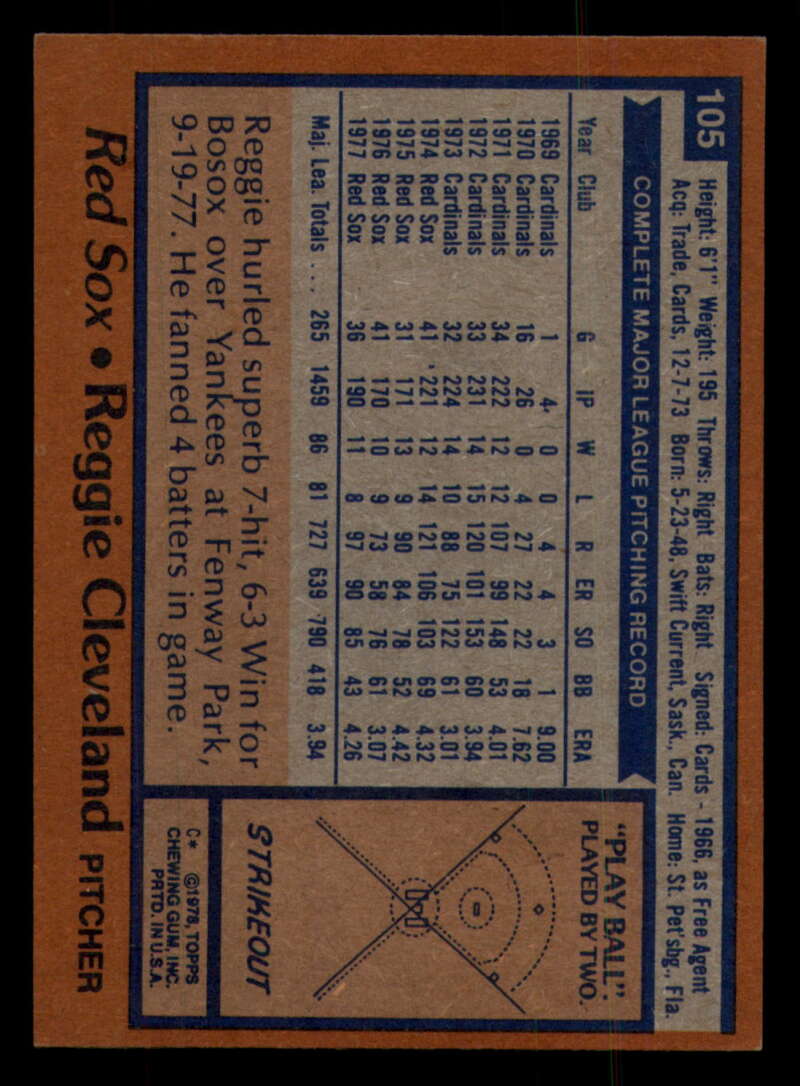 105
Height: 6'1" Weight: 195 Throws: Right Bats: Right Signed: Cards - 1966, as Free Agent
Acq: Trade, Cards, 12-7-73 Born: 5-23-48, Swift Current, Sask., Can. Home: St. Pet'sbg., Fla.
COMPLETE MAJOR LEAGUE PITCHING RECORD
Year Club G IP W L R ER SO BB ERA
1969 Cardinals 1 4 0 0 4 4 3 1 9.00
1970 Cardinals 16 26 0 4 27 22 22 18 7.62
1971 Cardinals 34 222 12 12 107 99 148 53 4.01
1972 Cardinals 33 231 14 15 120 101 153 60 3.94
1973 Cardinals 32 224 14 10 88 75 122 61 3.01
1974 Red Sox 41 221 12 14 121 106 103 69 4.32
1975 Red Sox 31 171 13 9 90 84 78 52 4.42
1976 Red Sox 41 170 10 9 73 58 76 61 3.07
1977 Red Sox 36 190 11 8 97 90 85 43 4.26
Maj. Lea. Totals ... 265 1459 86 81 727 639 790 418 3.94
Reggie hurled superb 7-hit, 6-3 Win for
Bosox over Yankees at Fenway Park,
9-19-77. He fanned 4 batters in game.
"PLAY BALL"
PLAYED BY TWO.
STRIKEOUT
C* ©1978, TOPPS
CHEWING GUM, INC.
PRTD. IN U.S.A.
Red Sox • Reggie Cleveland PITCHER